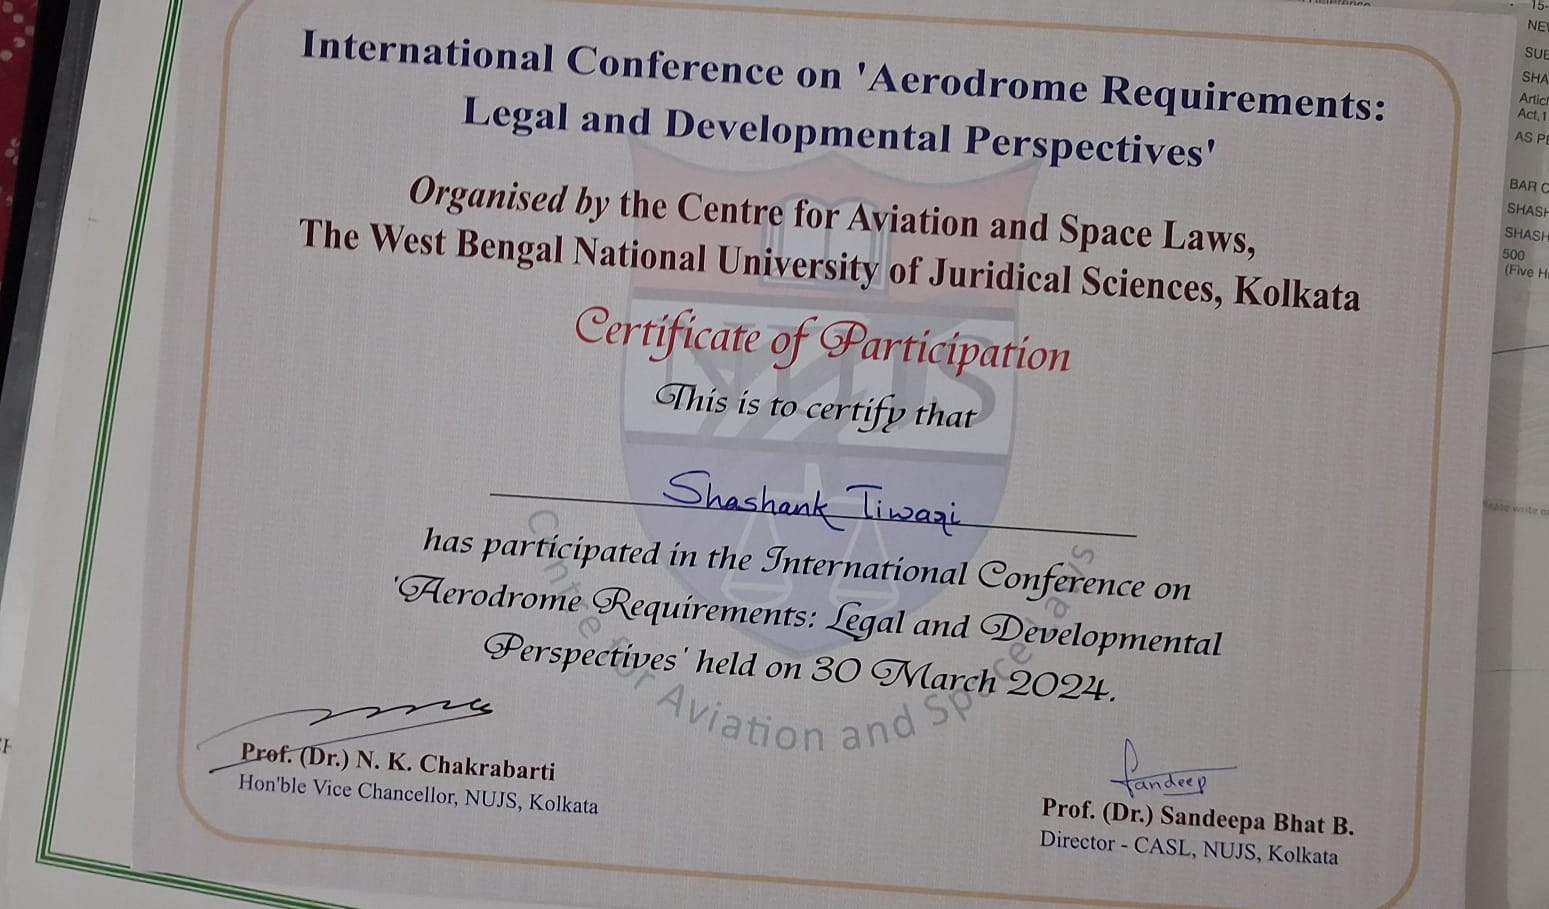 International Conference on 'Aerodrome Requirements:
Legal and Developmental Perspectives'
Organised by the Centre for Aviation and Space Laws,
The West Bengal National University of Juridical Sciences, Kolkata
Certificate of Participation
This is to certify that
Shashank Tiwari
has participated in the International Conference on
'Aerodrome Requirements: Legal and Developmental
Perspectives' held on 30 March 2024.
Prof. (Dr.) N. K. Chakrabarti
Hon'ble Vice Chancellor, NUJS, Kolkata
Sandeep
Prof. (Dr.) Sandeepa Bhat B.
Director - CASL, NUJS, Kolkata
NUJS
Centre for Aviation and Space Laws
15-
NE
SUB
SHA
Artic
Act,1
AS P
BAR C
SHASH
SHASH
500
(Five H